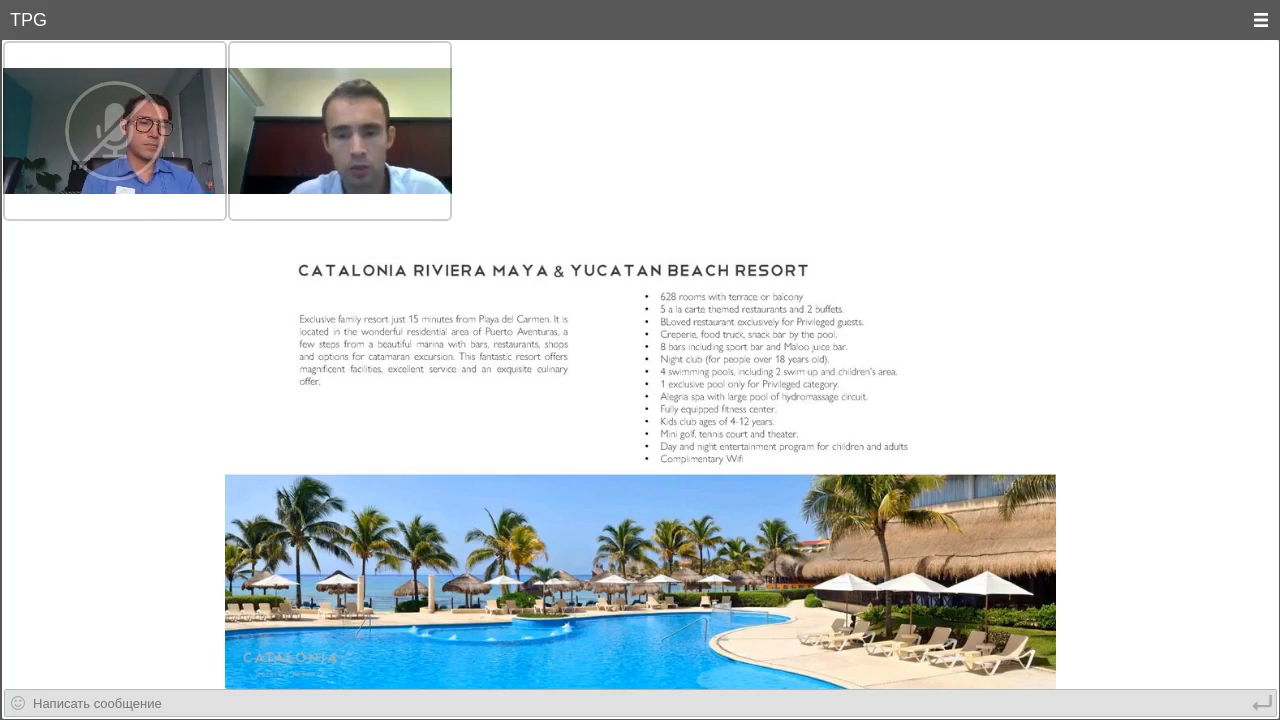 TPG
CATALONIA RIVIERA MAYA & YUCATAN BEACH RESORT
Exclusive family resort just 15 minutes from Playa del Carmen. It is
located in the wonderful residential area of Puerto Aventuras, a
few steps from a beautiful marina with bars, restaurants, shops
and options for catamaran excursion. This fantastic resort offers
magnificent facilities, excellent service and an exquisite culinary
offer.
• 628 rooms with terrace or balcony
• 5 a la carte themed restaurants and 2 buffets.
• BLoved restaurant exclusively for Privileged guests.
• Creperie, food truck, snack bar by the pool.
• 8 bars including sport bar and Maloo juice bar.
• Night club (for people over 18 years old).
• 4 swimming pools, including 2 swim up and children's area.
• 1 exclusive pool only for Privileged category.
• Alegria spa with large pool of hydromassage circuit.
• Fully equipped fitness center.
• Kids club ages of 4-12 years.
• Mini golf, tennis court and theater.
• Day and night entertainment program for children and adults
• Complimentary Wifi
CATALONIA
Написать сообщение